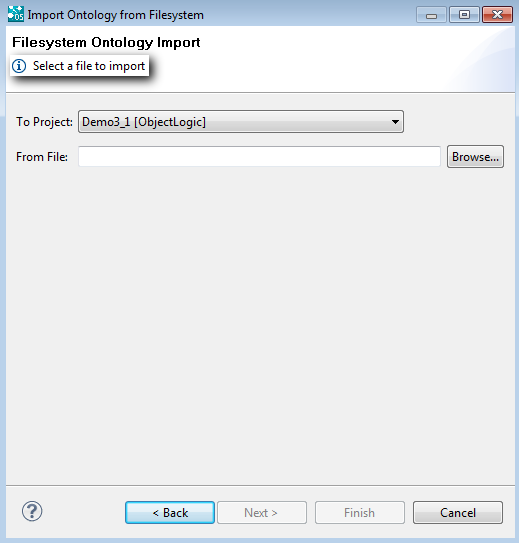 Import Ontology from Filesystem
Filesystem Ontology Import
Select a file to import
To Project: Demo3_1 [ObjectLogic]
From File: Browse...
< Back Next > Finish Cancel